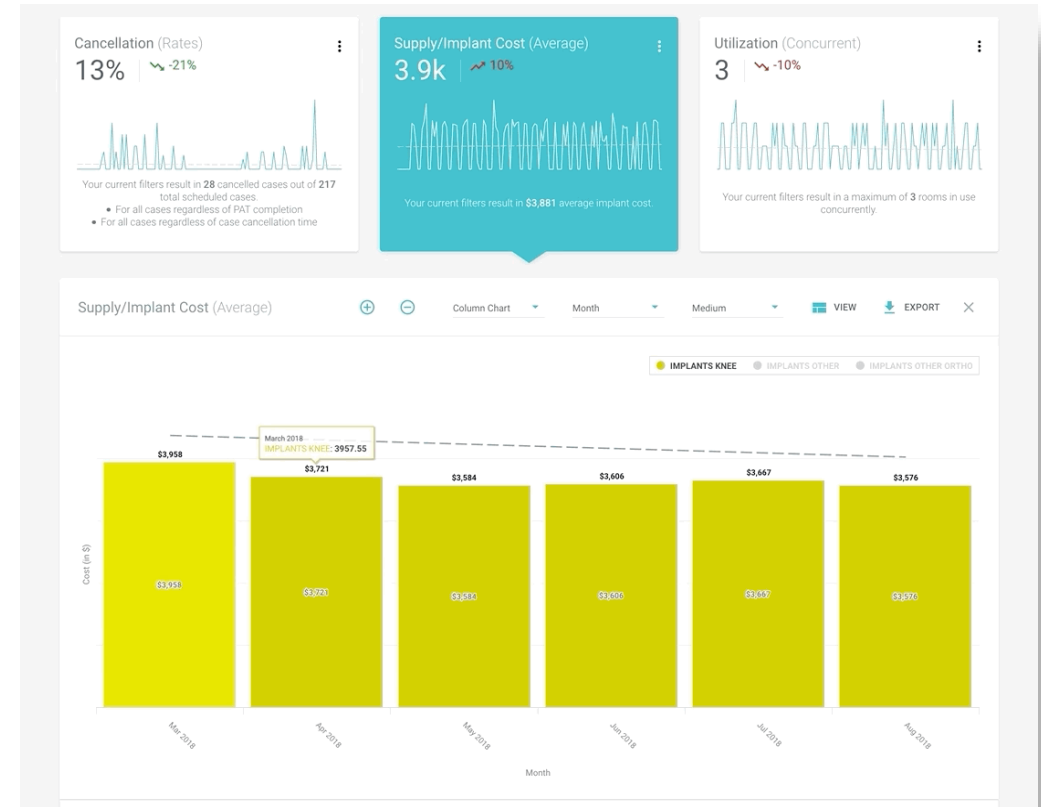 Cancellation (Rates)
13% -21%
Your current filters result in 28 cancelled cases out of 217
total scheduled cases.
• For all cases regardless of PAT completion
• For all cases regardless of case cancellation time
Supply/Implant Cost (Average)
3.9k 10%
Your current filters result in $3,881 average implant cost.
Utilization (Concurrent)
3 -10%
Your current filters result in a maximum of 3 rooms in use
concurrently.
Supply/Implant Cost (Average) Column Chart Month Medium VIEW EXPORT
IMPLANTS KNEE IMPLANTS OTHER IMPLANTS OTHER ORTHO
March 2018
IMPLANTS KNEE: 3957.55
$3,958 $3,721 $3,584 $3,606 $3,667 $3,576
Cost (in $)
$3,958 $3,721 $3,584 $3,606 $3,667 $3,576
Mar 2018 Apr 2018 May 2018 Jun 2018 Jul 2018 Aug 2018
Month